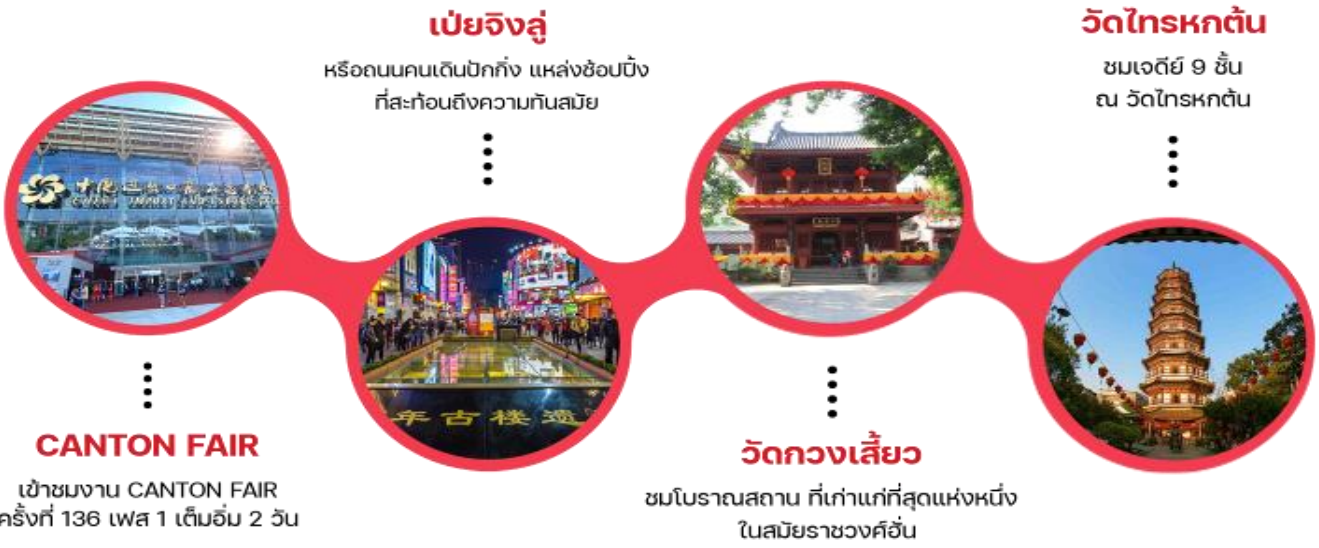 เป่ยจิงลู่
หรือถนนคนเดินปักกิ่ง แหล่งช้อปปิ้ง
ที่สะท้อนถึงความทันสมัย
วัดไทรหกต้น
ชมเจดีย์ 9 ชั้น
ณ วัดไทรหกต้น
CANTON FAIR
เข้าชมงาน CANTON FAIR
ครั้งที่ 136 เฟส 1 เต็มอิ่ม 2 วัน
年古楼遗
วัดกวงเสี้ยว
ชมโบราณสถาน ที่เก่าแก่ที่สุดแห่งหนึ่ง
ในสมัยราชวงศ์ฮั่น